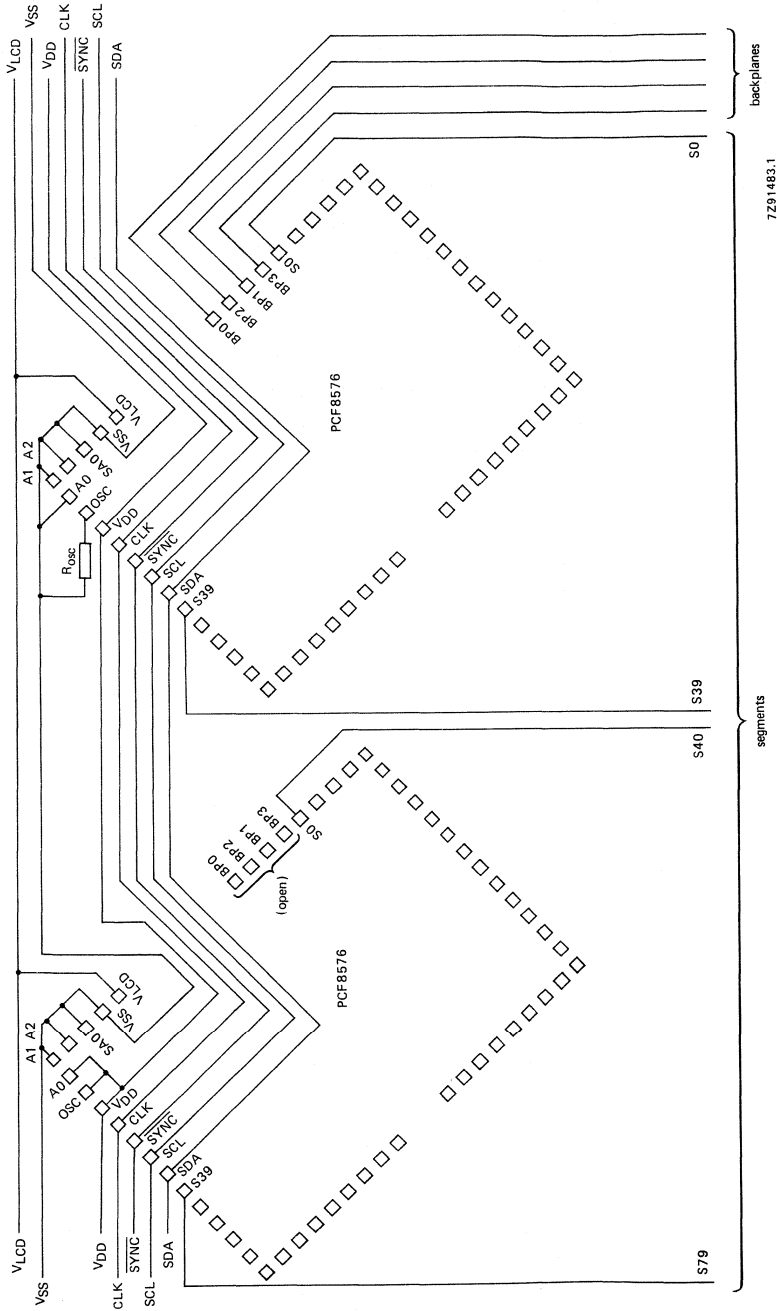 VLCD
VSS
VDD
CLK
SYNC
SCL
SDA
VLCD
VSS
A1 A2
SA0
A0
OSC
ROSC
VDD
CLK
SYNC
SCL
SDA
S39
PCF8576
BP0
BP2
BP1
BP3
S0
S0
backplanes
S39
S40
segments
BP0
BP2
BP1
BP3
S0
(open)
PCF8576
VLCD
VSS
A1 A2
SA0
A0
OSC
VDD
CLK
SYNC
SCL
SDA
S39
VLCD
VSS
VDD
CLK
SYNC
SCL
SDA
S79
7Z91483.1